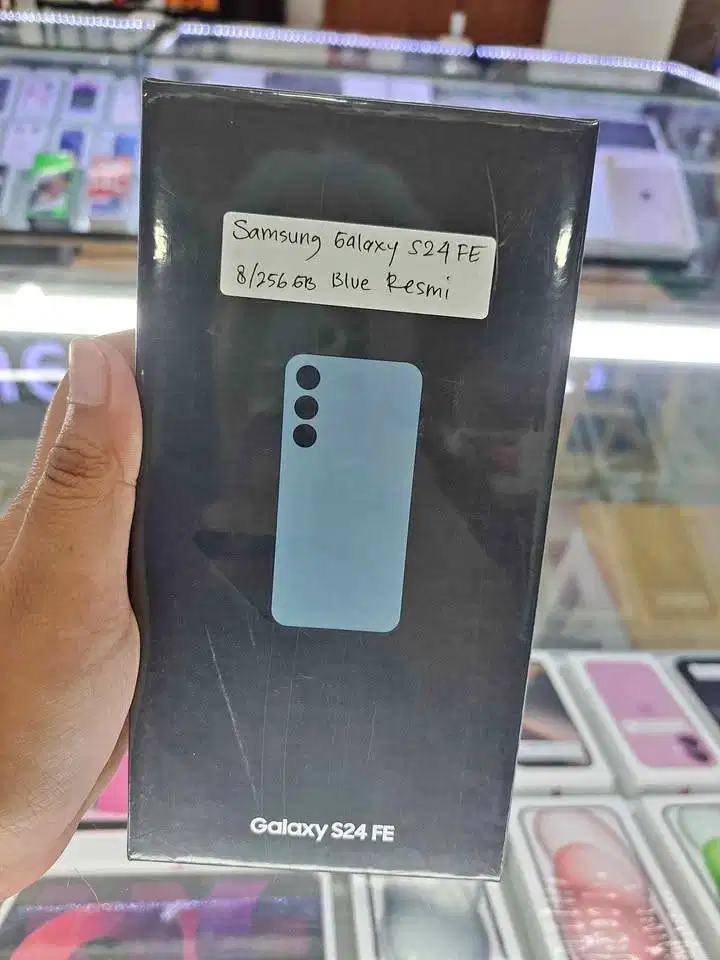 Samsung Galaxy S24 FE
8/256 GB Blue Resmi
Galaxy S24 FE